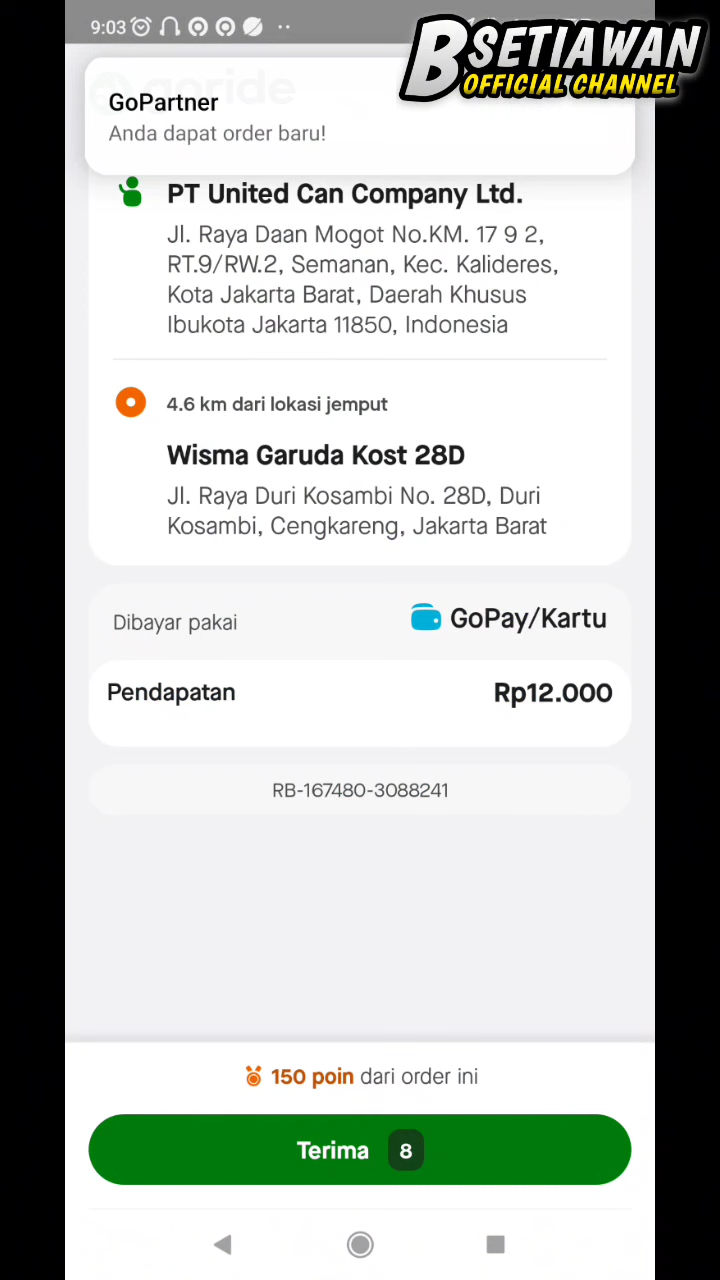 9:03
BSETIAWAN
OFFICIAL CHANNEL
goride
GoPartner
Anda dapat order baru!
PT United Can Company Ltd.
Jl. Raya Daan Mogot No.KM. 17 9 2,
RT.9/RW.2, Semanan, Kec. Kalideres,
Kota Jakarta Barat, Daerah Khusus
Ibukota Jakarta 11850, Indonesia
4.6 km dari lokasi jemput
Wisma Garuda Kost 28D
Jl. Raya Duri Kosambi No. 28D, Duri
Kosambi, Cengkareng, Jakarta Barat
Dibayar pakai
GoPay/Kartu
Pendapatan
Rp12.000
RB-167480-3088241
150 poin dari order ini
Terima 8